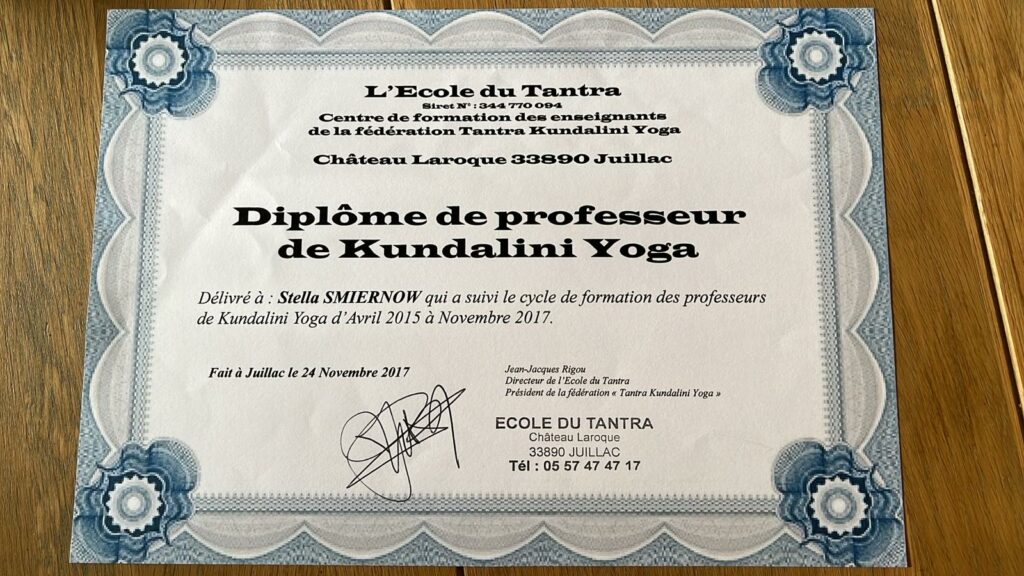 L'Ecole du Tantra
Siret N° : 344 770 094
Centre de formation des enseignants
de la fédération Tantra Kundalini Yoga
Château Laroque 33890 Juillac
Diplôme de professeur
de Kundalini Yoga
Délivré à : Stella SMIERNOW qui a suivi le cycle de formation des professeurs
de Kundalini Yoga d'Avril 2015 à Novembre 2017.
Fait à Juillac le 24 Novembre 2017
Jean-Jacques Rigou
Directeur de l'Ecole du Tantra
Président de la fédération « Tantra Kundalini Yoga »
ECOLE DU TANTRA
Château Laroque
33890 JUILLAC
Tél : 05 57 47 47 17